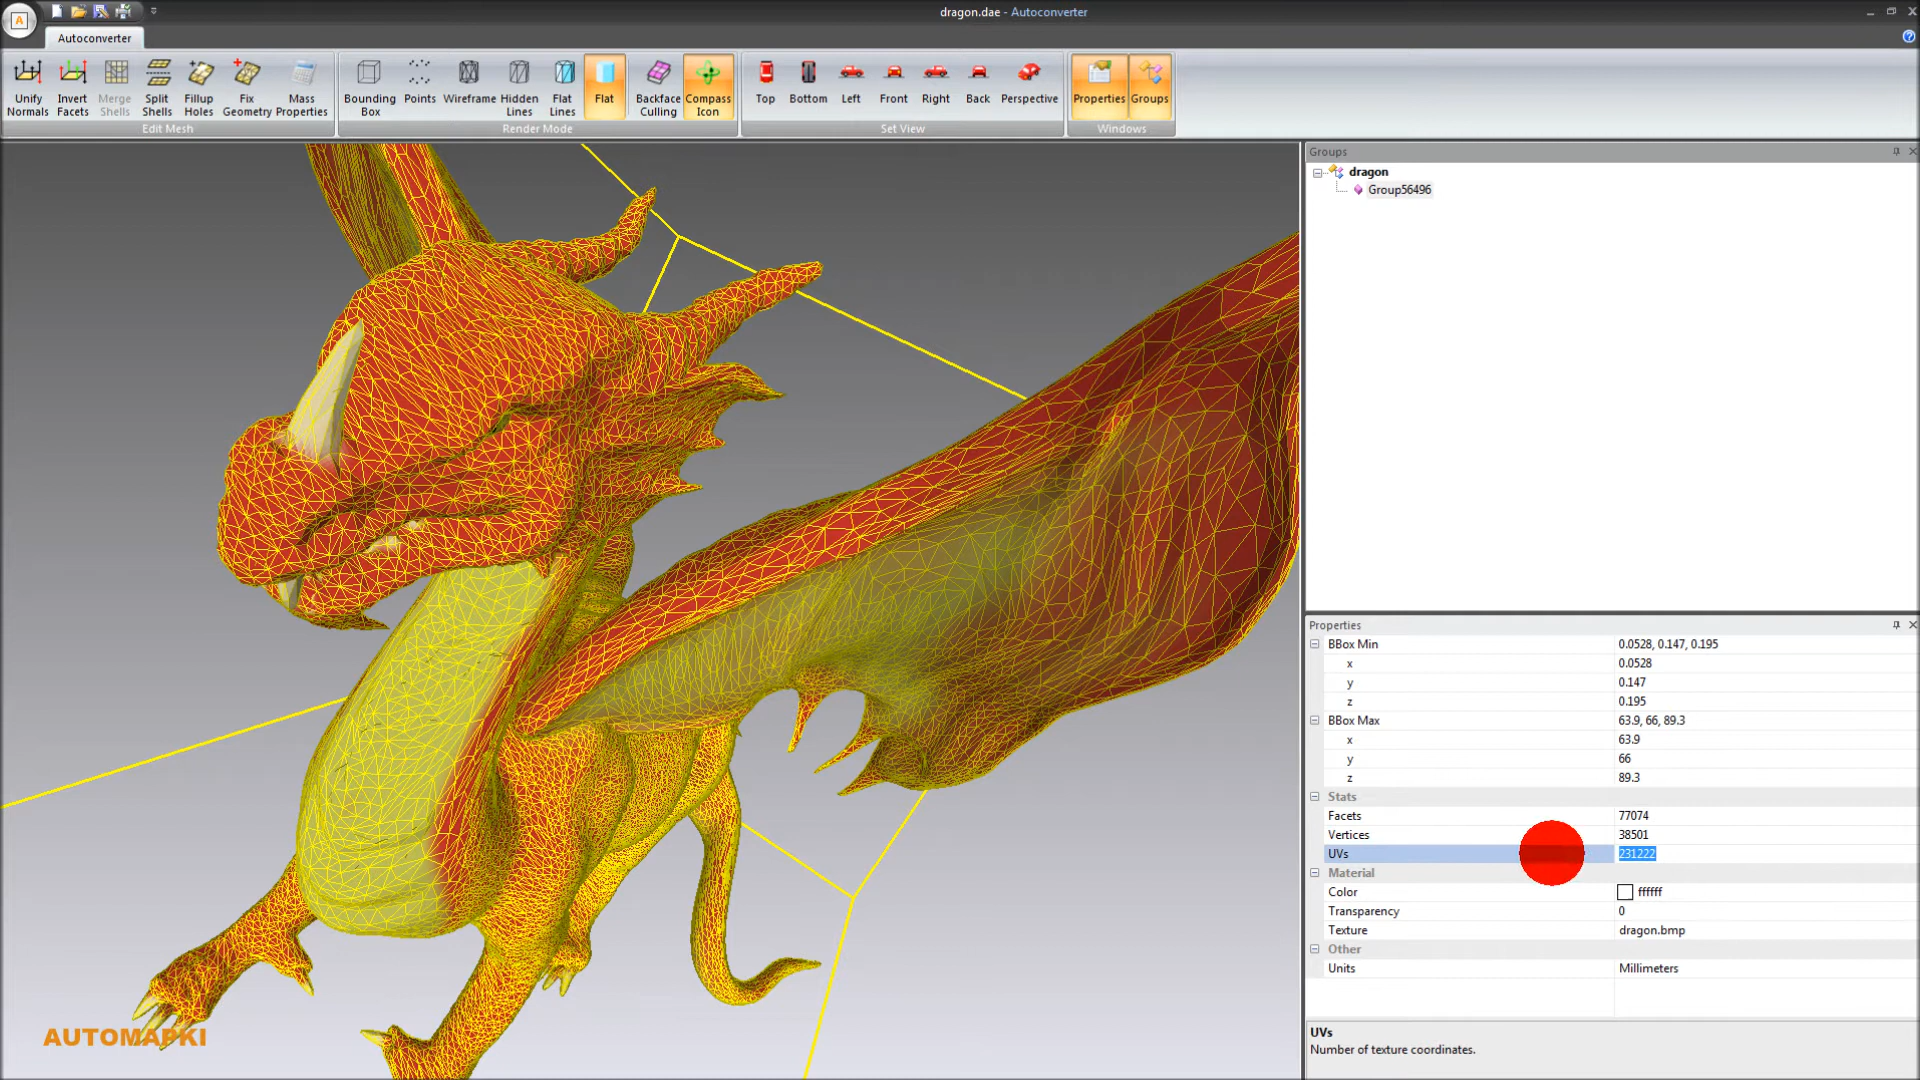 A
dragon.dae - Autoconverter
Autoconverter
Unify Normals
Invert Facets
Merge Shells
Split Shells
Fillup Holes
Fix Geometry
Mass Properties
Edit Mesh
Bounding Box
Points
Wireframe
Hidden Lines
Flat Lines
Flat
Backface Culling
Compass Icon
Render Mode
Top
Bottom
Left
Front
Right
Back
Perspective
Set View
Properties
Groups
Windows
Groups
dragon
Group56496
Properties
BBox Min 0.0528, 0.147, 0.195
x 0.0528
y 0.147
z 0.195
BBox Max 63.9, 66, 89.3
x 63.9
y 66
z 89.3
Stats
Facets 77074
Vertices 38501
UVs 231222
Material
Color ffffff
Transparency 0
Texture dragon.bmp
Other
Units Millimeters
UVs
Number of texture coordinates.
AUTOMAPKI